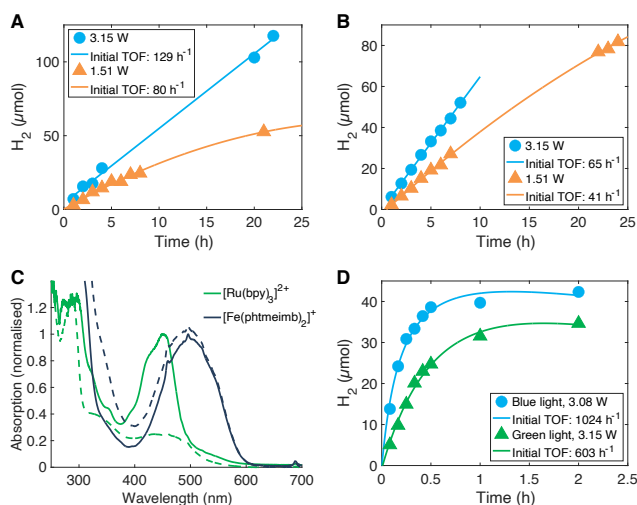 A
H2 (µmol)
100
50
0
0 5 10 15 20 25
Time (h)
3.15 W
Initial TOF: 129 h-1
1.51 W
Initial TOF: 80 h-1
B
H2 (µmol)
80
60
40
20
0
0 5 10 15 20 25
Time (h)
3.15 W
Initial TOF: 65 h-1
1.51 W
Initial TOF: 41 h-1
C
Absorption (normalised)
1.2
1
0.8
0.6
0.4
0.2
0
300 400 500 600 700
Wavelength (nm)
[Ru(bpy)3]2+
[Fe(phtmeimb)2]+
D
H2 (µmol)
60
40
20
0
0 0.5 1 1.5 2 2.5
Time (h)
Blue light, 3.08 W
Initial TOF: 1024 h-1
Green light, 3.15 W
Initial TOF: 603 h-1